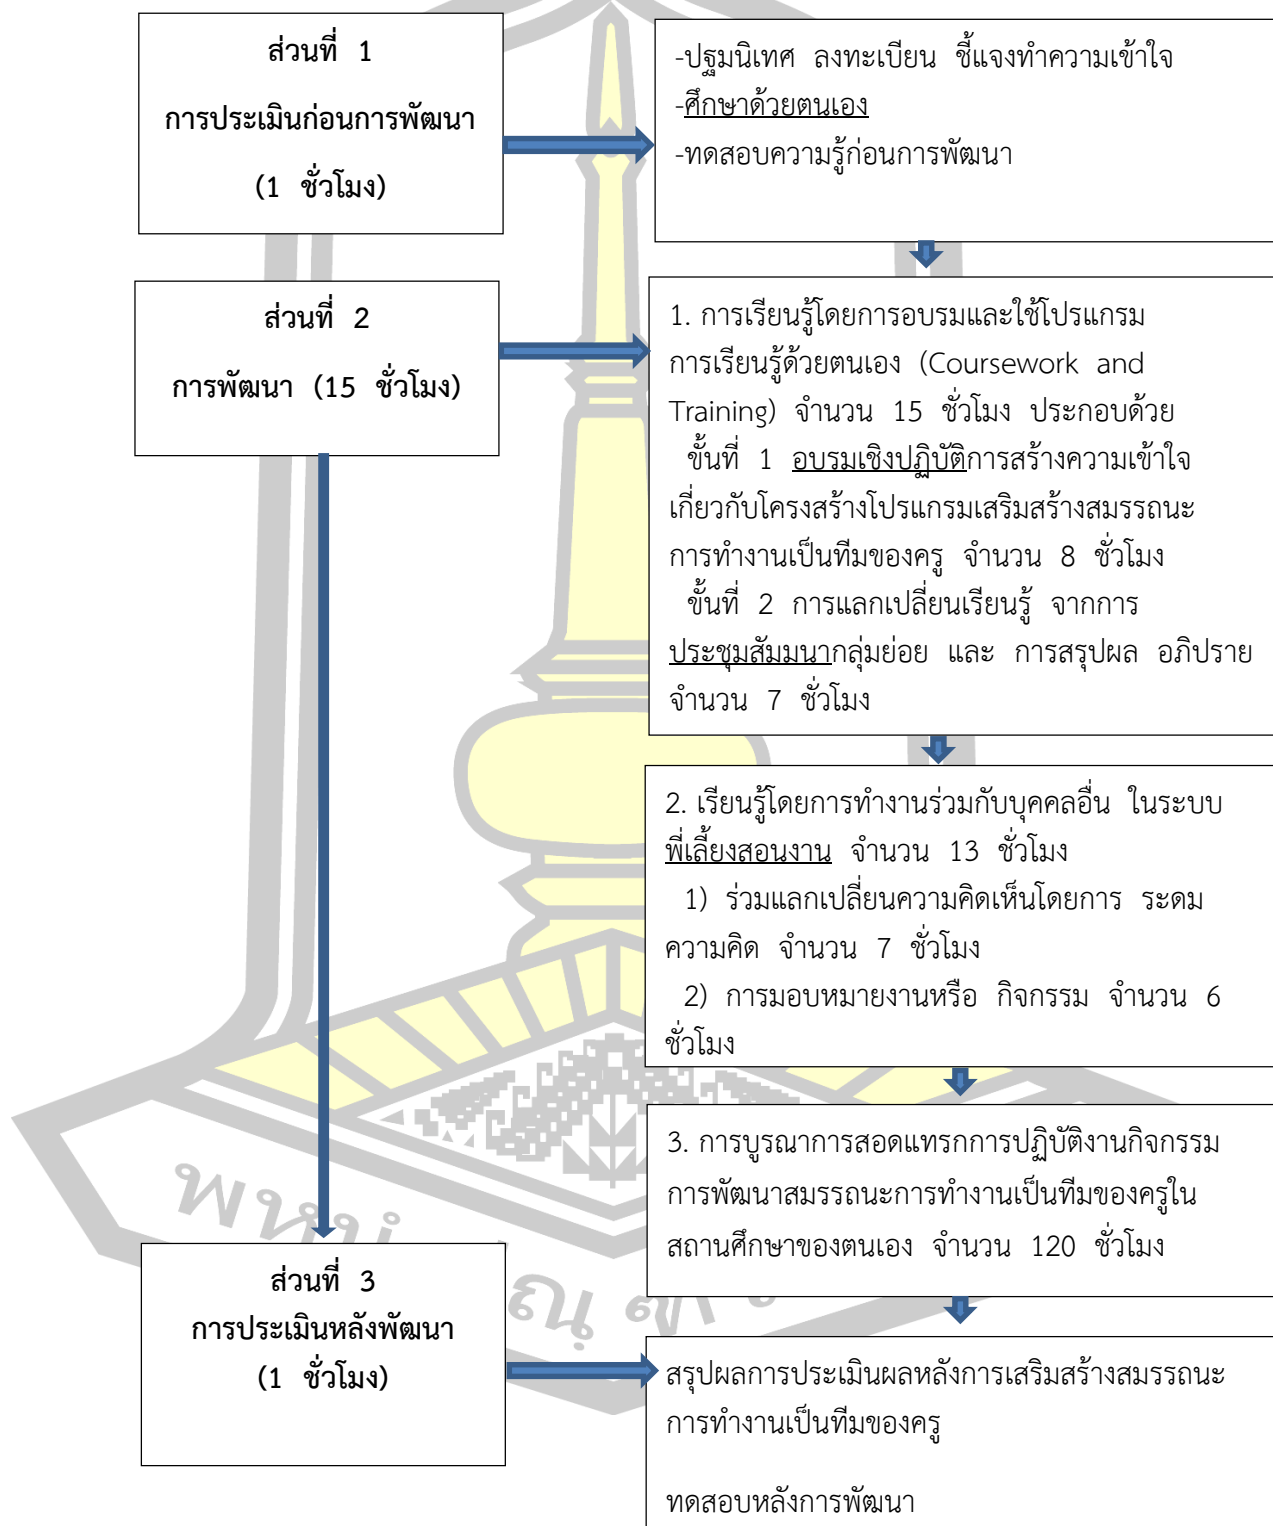 ส่วนที่ 1
การประเมินก่อนการพัฒนา
(1 ชั่วโมง)
-ปฐมนิเทศ ลงทะเบียน ชี้แจงทำความเข้าใจ
-ศึกษาด้วยตนเอง
-ทดสอบความรู้ก่อนการพัฒนา
ส่วนที่ 2
การพัฒนา (15 ชั่วโมง)
1. การเรียนรู้โดยการอบรมและใช้โปรแกรม
การเรียนรู้ด้วยตนเอง (Coursework and
Training) จำนวน 15 ชั่วโมง ประกอบด้วย
ขั้นที่ 1 อบรมเชิงปฏิบัติการสร้างความเข้าใจ
เกี่ยวกับโครงสร้างโปรแกรมเสริมสร้างสมรรถนะ
การทำงานเป็นทีมของครู จำนวน 8 ชั่วโมง
ขั้นที่ 2 การแลกเปลี่ยนเรียนรู้ จากการ
ประชุมสัมมนากลุ่มย่อย และ การสรุปผล อภิปราย
จำนวน 7 ชั่วโมง
2. เรียนรู้โดยการทำงานร่วมกับบุคคลอื่น ในระบบ
พี่เลี้ยงสอนงาน จำนวน 13 ชั่วโมง
1) ร่วมแลกเปลี่ยนความคิดเห็นโดยการ ระดม
ความคิด จำนวน 7 ชั่วโมง
2) การมอบหมายงานหรือ กิจกรรม จำนวน 6
ชั่วโมง
3. การบูรณาการสอดแทรกการปฏิบัติงานกิจกรรม
การพัฒนาสมรรถนะการทำงานเป็นทีมของครูใน
สถานศึกษาของตนเอง จำนวน 120 ชั่วโมง
ส่วนที่ 3
การประเมินหลังพัฒนา
(1 ชั่วโมง)
สรุปผลการประเมินผลหลังการเสริมสร้างสมรรถนะ
การทำงานเป็นทีมของครู
ทดสอบหลังการพัฒนา